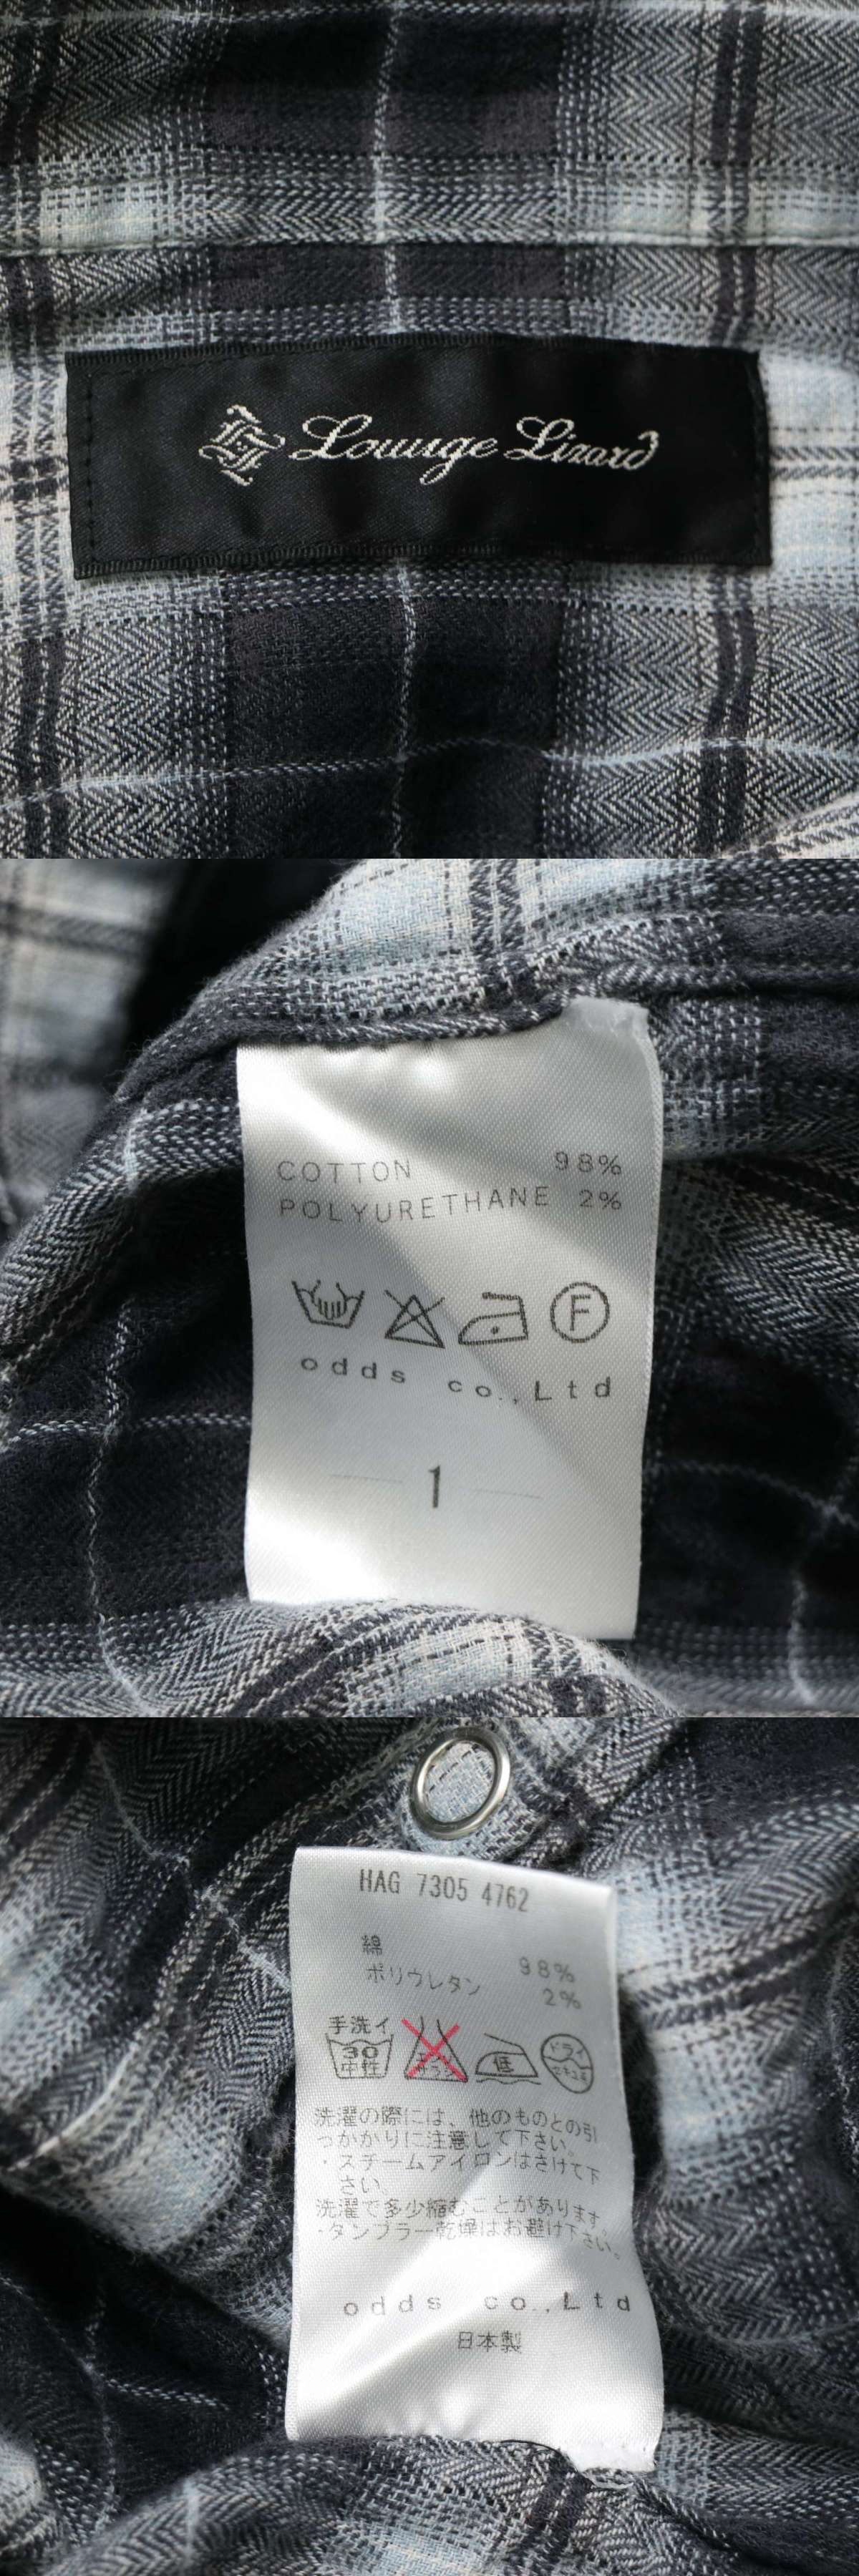 Lounge Lizard
COTTON 98%
POLYURETHANE 2%
F
odds co.,Ltd
1
HAG 7305 4762
綿 98%
ポリウレタン 2%
手洗イ
30
中性
低
ドライ
洗濯の際には、他のものとの引
っかかりに注意して下さい。
・スチームアイロンはさけて下
さい。
洗濯で多少縮むことがあります。
・タンブラー乾燥はお避け下さい。
odds co.,Ltd
日本製